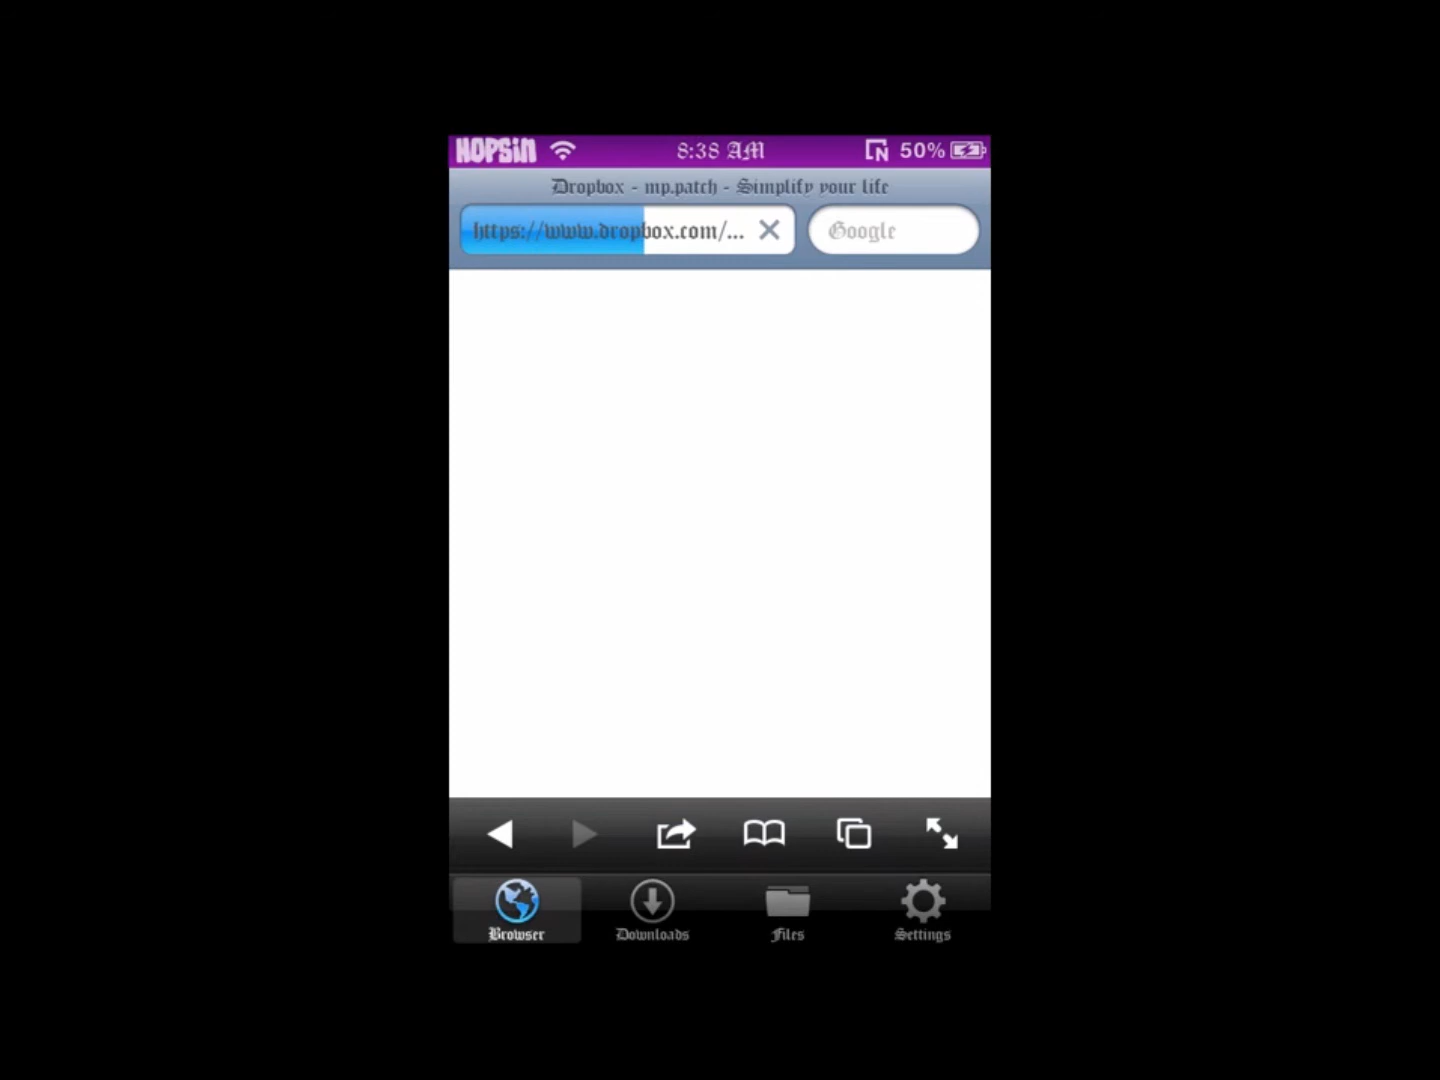 HOPSIN 8:38 AM 50%
Dropbox - mp.patch - Simplify your life
https://www.dropbox.com/... Google
Browser Downloads Files Settings